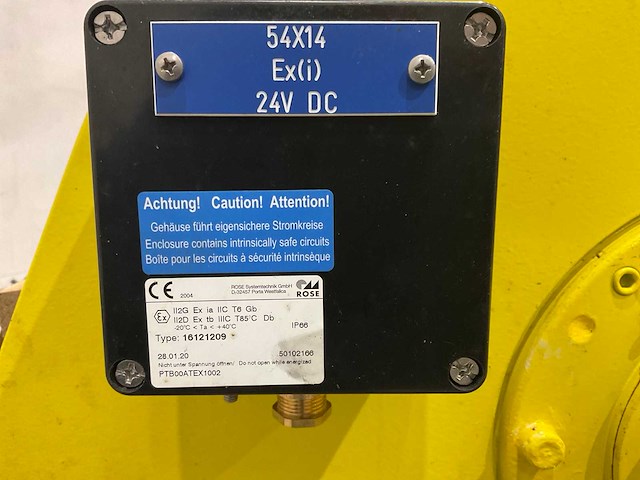 54X14
Ex(i)
24V DC
Achtung! Caution! Attention!
Gehäuse führt eigensichere Stromkreise
Enclosure contains intrinsically safe circuits
Boîte pour les circuits à sécurité intrinsèque
CE 2004 ROSE Systemtechnik GmbH
D-32457 Porta Westfalica
ROSE
Ex II2G Ex ia IIC T6 Gb
II2D Ex tb IIIC T85°C Db
-20°C < Ta < +40°C IP66
Type: 16121209
28.01.20 50102166
Nicht unter Spannung öffnen/ Do not open while energized
PTB00ATEX1002